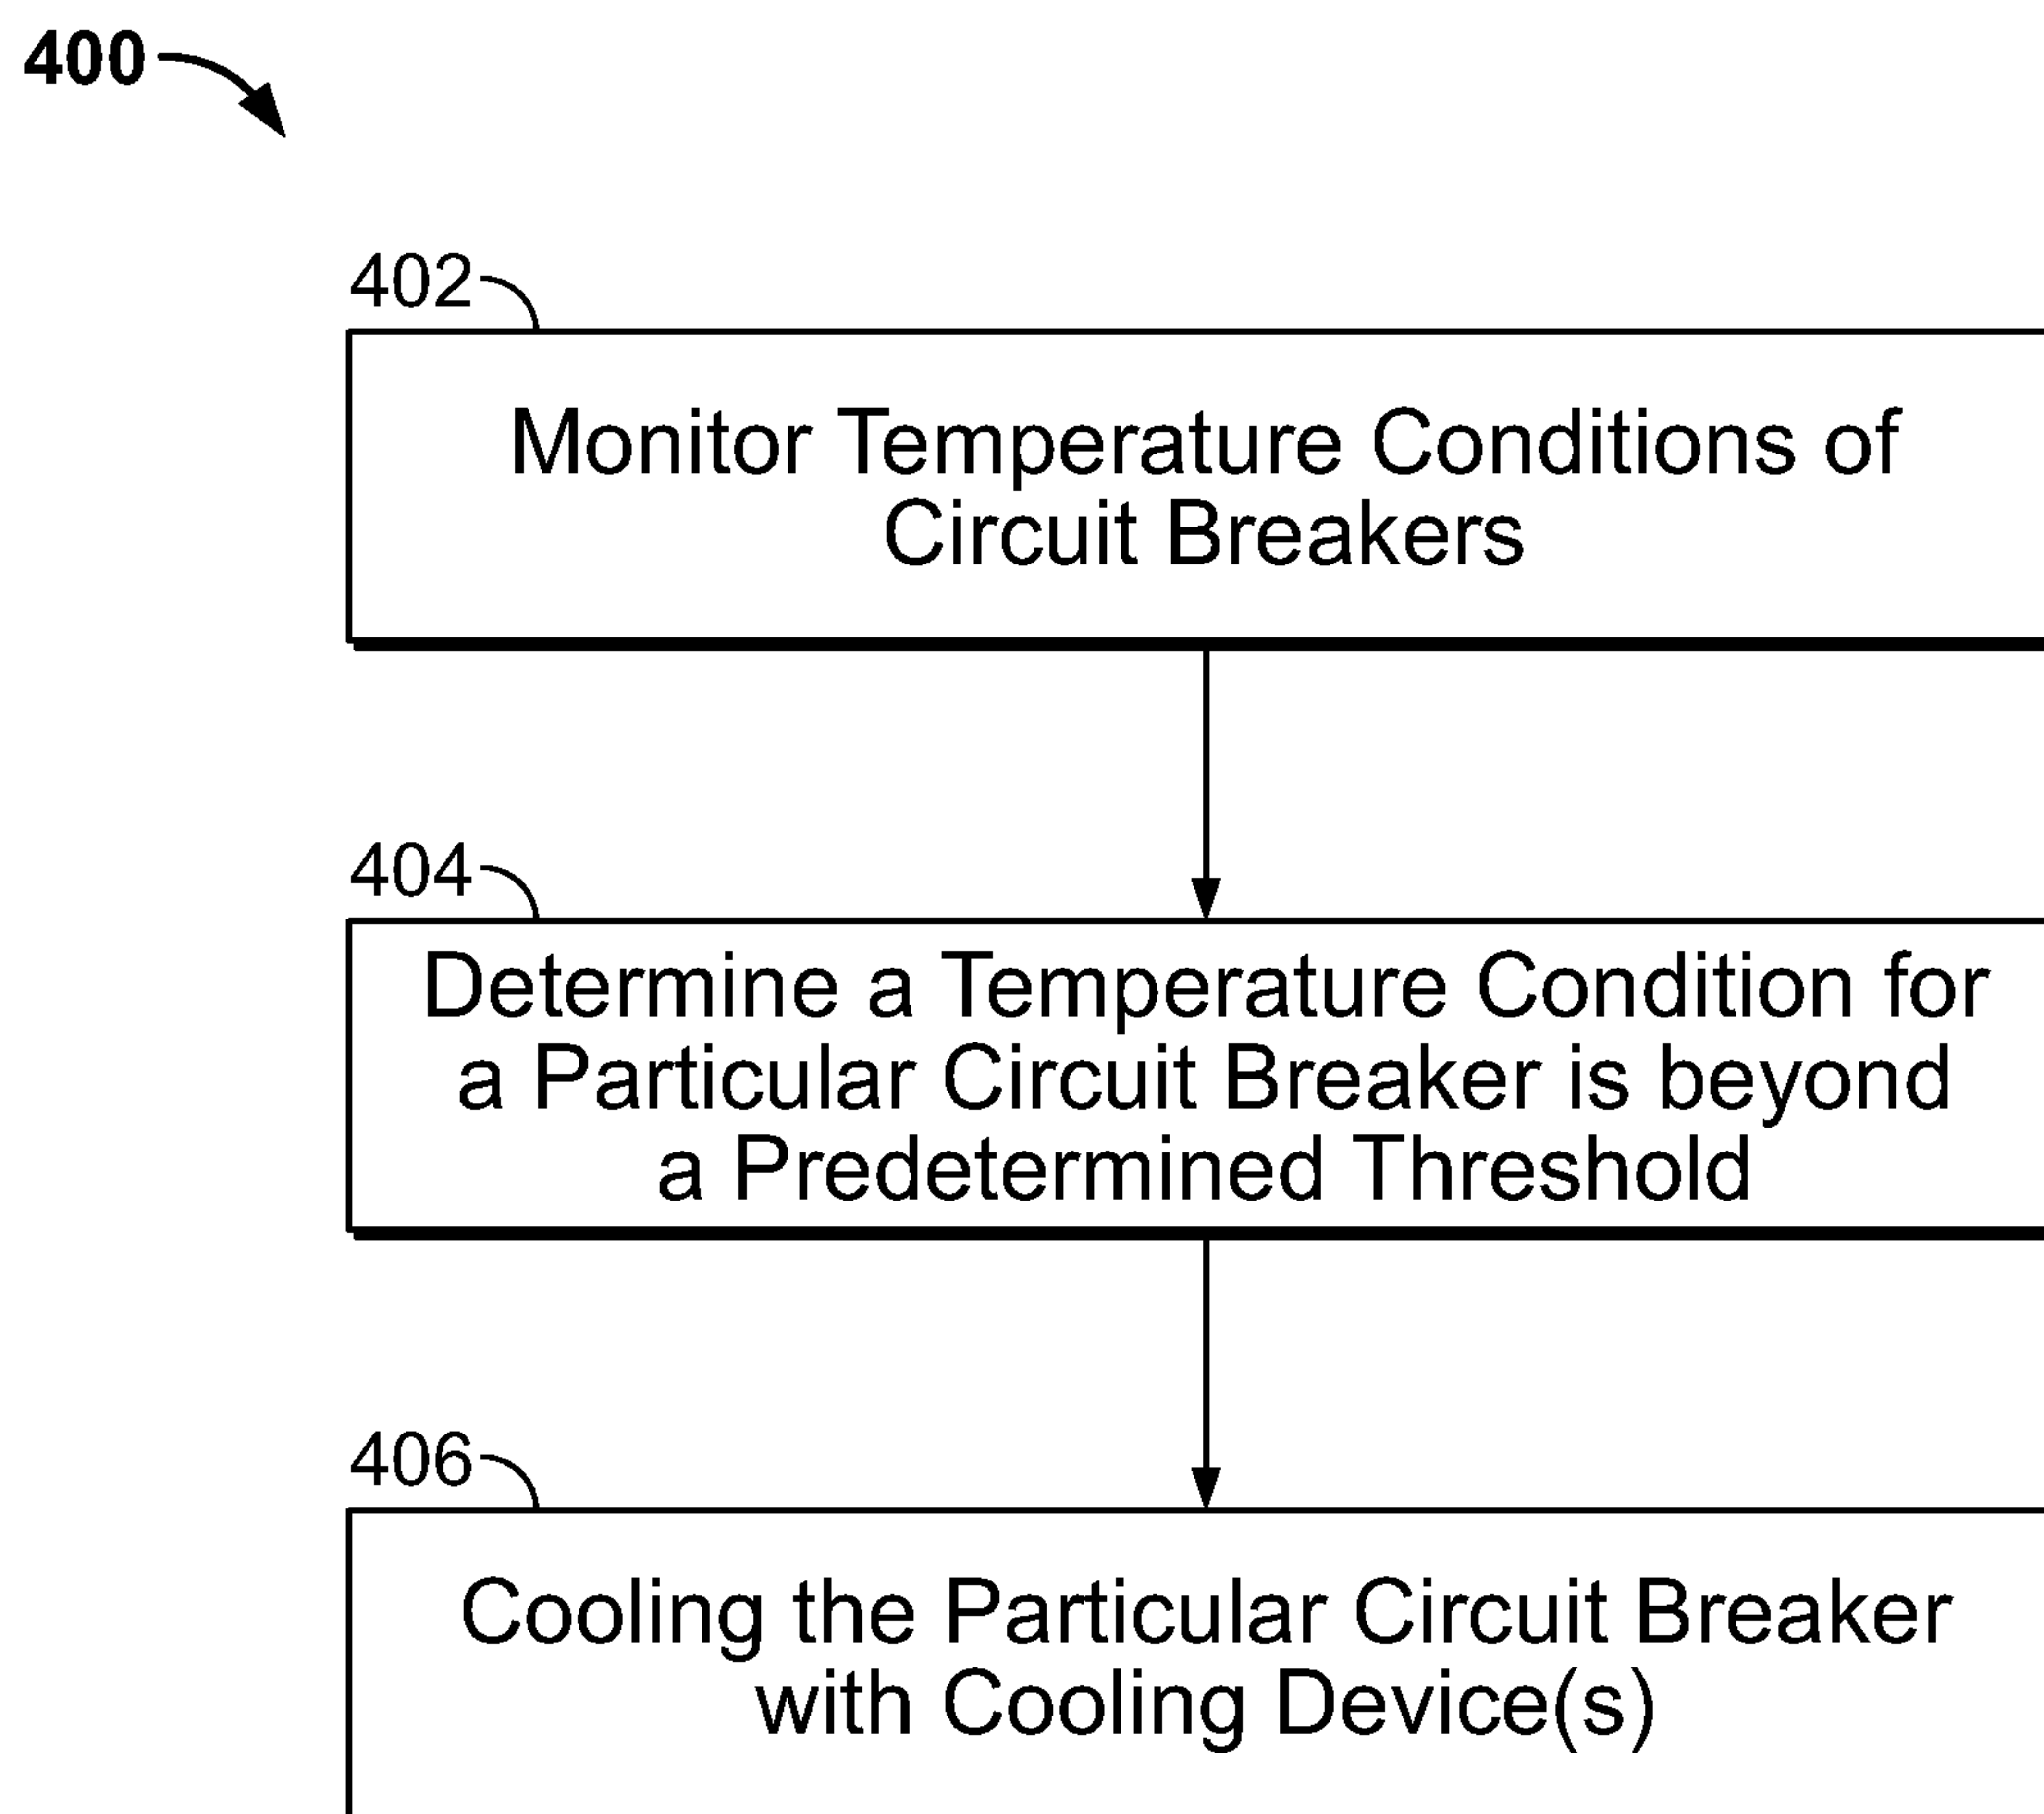 400
402
Monitor Temperature Conditions of
Circuit Breakers
404
Determine a Temperature Condition for
a Particular Circuit Breaker is beyond
a Predetermined Threshold
406
Cooling the Particular Circuit Breaker
with Cooling Device(s)